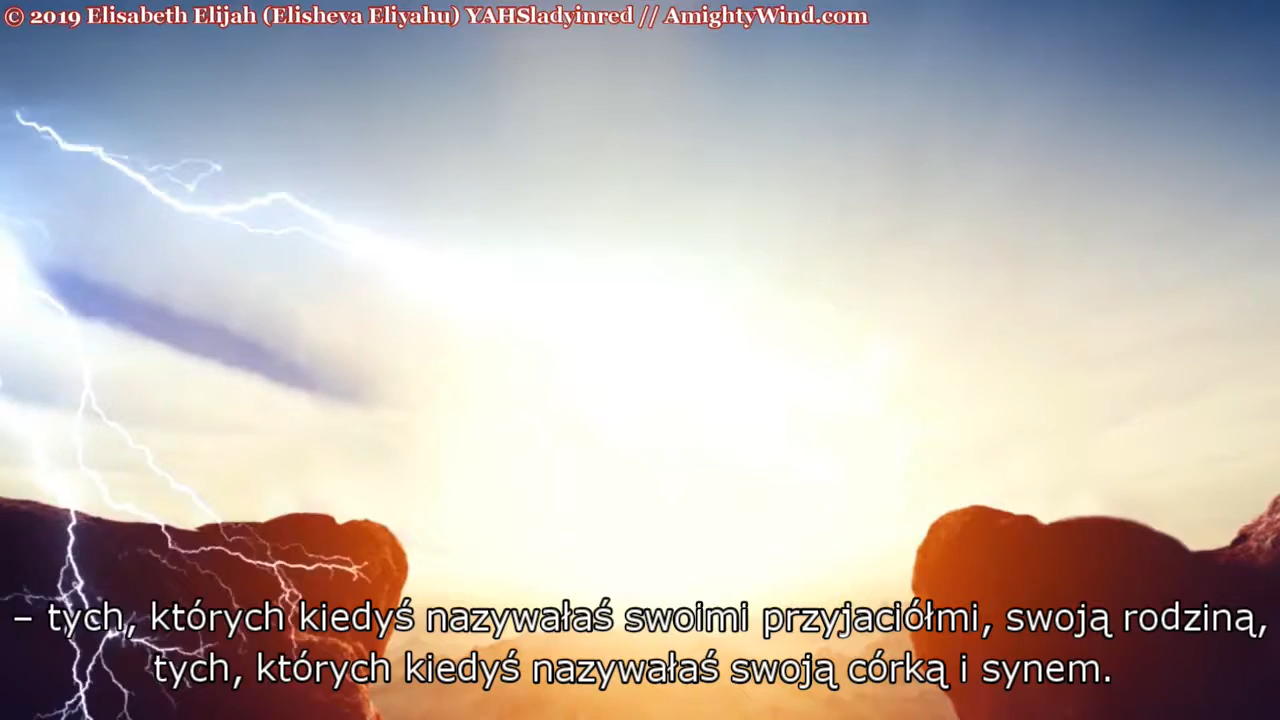 © 2019 Elisabeth Elijah (Elisheva Eliyahu) YAHSladyinred // AmightyWind.com
– tych, których kiedyś nazywałaś swoimi przyjaciółmi, swoją rodziną,
tych, których kiedyś nazywałaś swoją córką i synem.